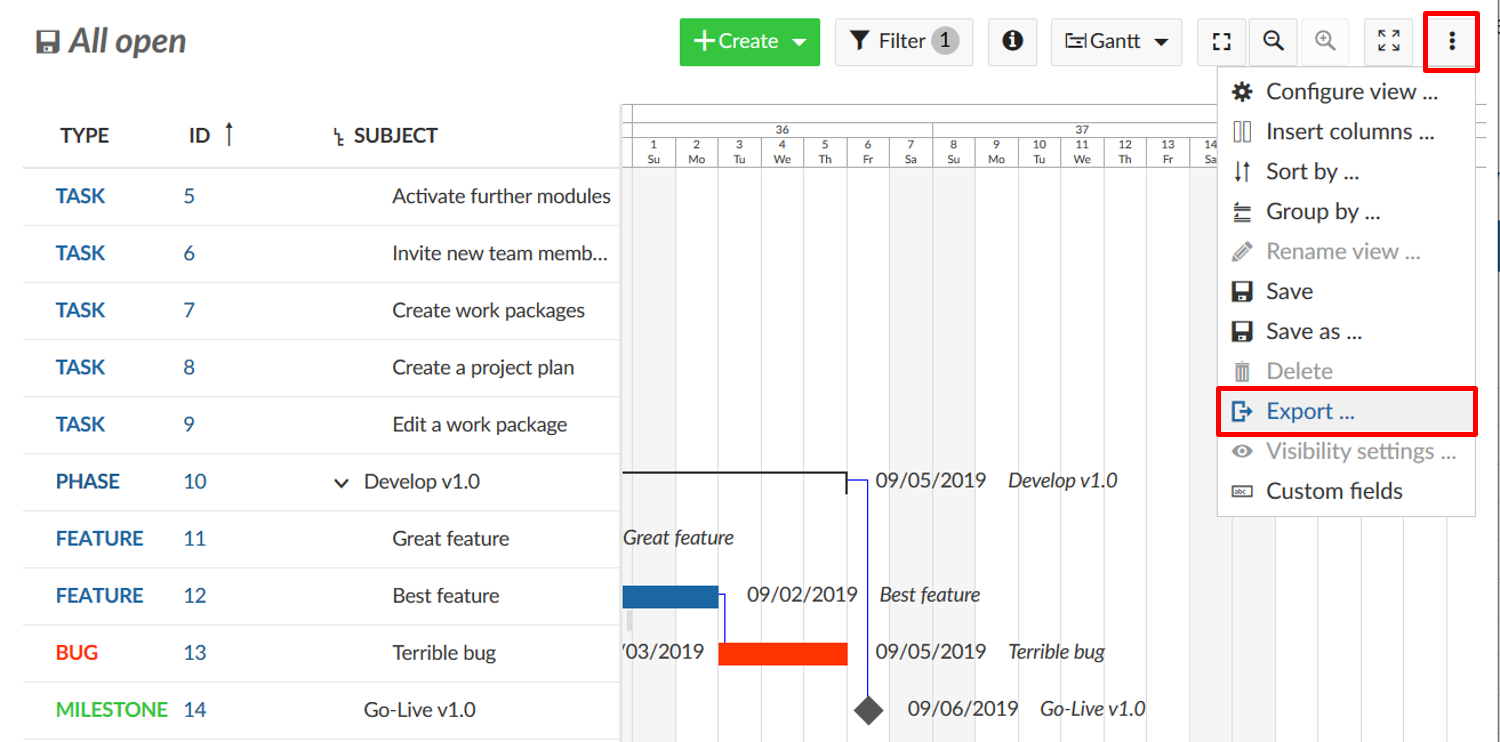 All open
Create
Filter 1
Gantt
Configure view ...
Insert columns ...
Sort by ...
Group by ...
Rename view ...
Save
Save as ...
Delete
Export ...
Visibility settings ...
Custom fields
TYPE ID SUBJECT
36 37
1 2 3 4 5 6 7 8 9 10 11 12 13 14
Su Mo Tu We Th Fr Sa Su Mo Tu We Th Fr Sa
TASK 5 Activate further modules
TASK 6 Invite new team memb...
TASK 7 Create work packages
TASK 8 Create a project plan
TASK 9 Edit a work package
PHASE 10 Develop v1.0 09/05/2019 Develop v1.0
FEATURE 11 Great feature Great feature
FEATURE 12 Best feature 09/02/2019 Best feature
BUG 13 Terrible bug /03/2019 09/05/2019 Terrible bug
MILESTONE 14 Go-Live v1.0 09/06/2019 Go-Live v1.0